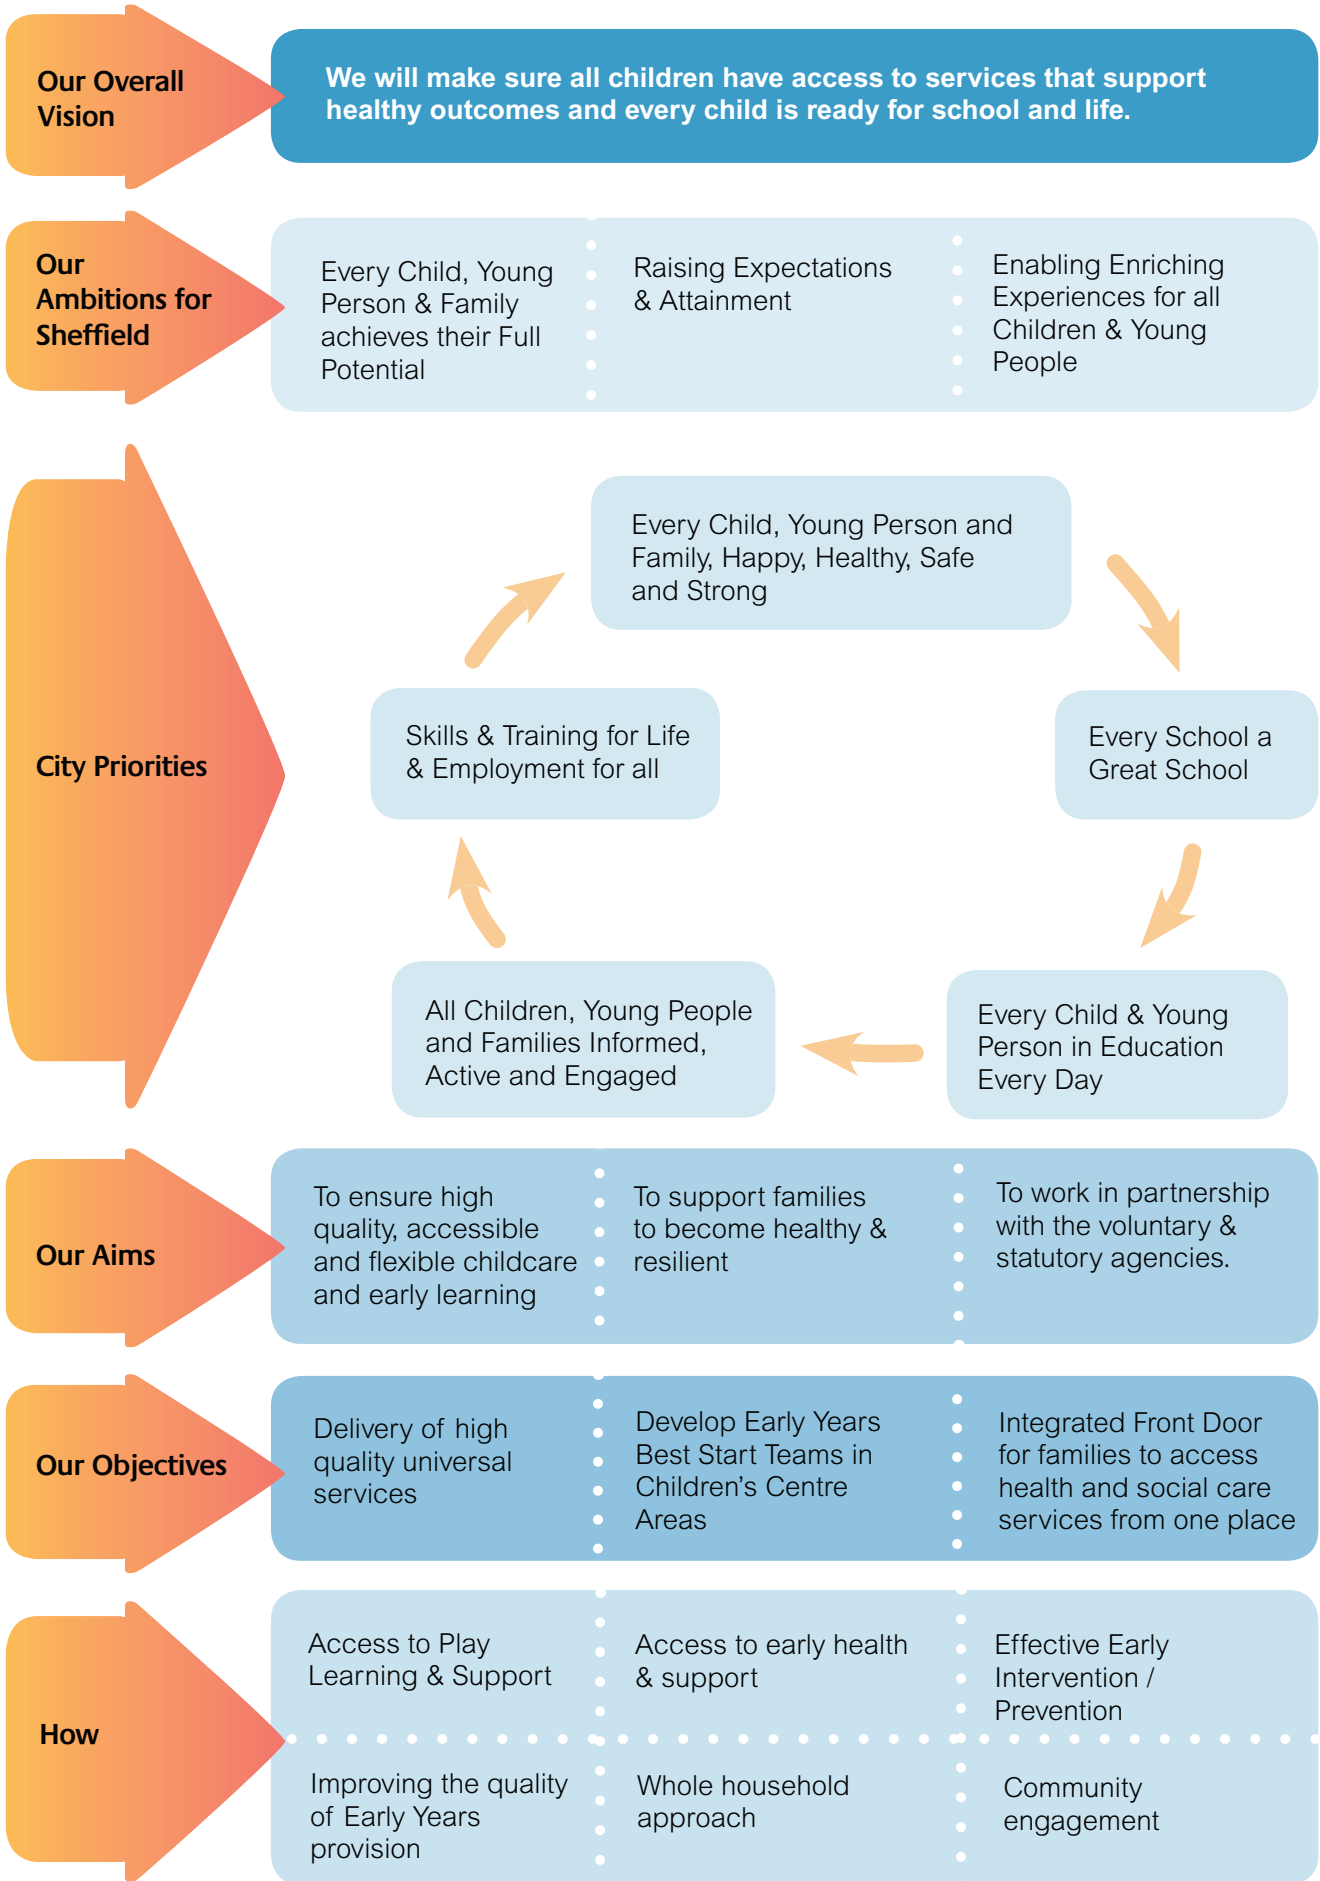 Our Overall
Vision
We will make sure all children have access to services that support
healthy outcomes and every child is ready for school and life.
Our
Ambitions for
Sheffield
Every Child, Young
Person & Family
achieves their Full
Potential
Raising Expectations
& Attainment
Enabling Enriching
Experiences for all
Children & Young
People
City Priorities
Every Child, Young Person and
Family, Happy, Healthy, Safe
and Strong
Every School a
Great School
Every Child & Young
Person in Education
Every Day
All Children, Young People
and Families Informed,
Active and Engaged
Skills & Training for Life
& Employment for all
Our Aims
To ensure high
quality, accessible
and flexible childcare
and early learning
To support families
to become healthy &
resilient
To work in partnership
with the voluntary &
statutory agencies.
Our Objectives
Delivery of high
quality universal
services
Develop Early Years
Best Start Teams in
Children’s Centre
Areas
Integrated Front Door
for families to access
health and social care
services from one place
How
Access to Play
Learning & Support
Access to early health
& support
Effective Early
Intervention /
Prevention
Improving the quality
of Early Years
provision
Whole household
approach
Community
engagement